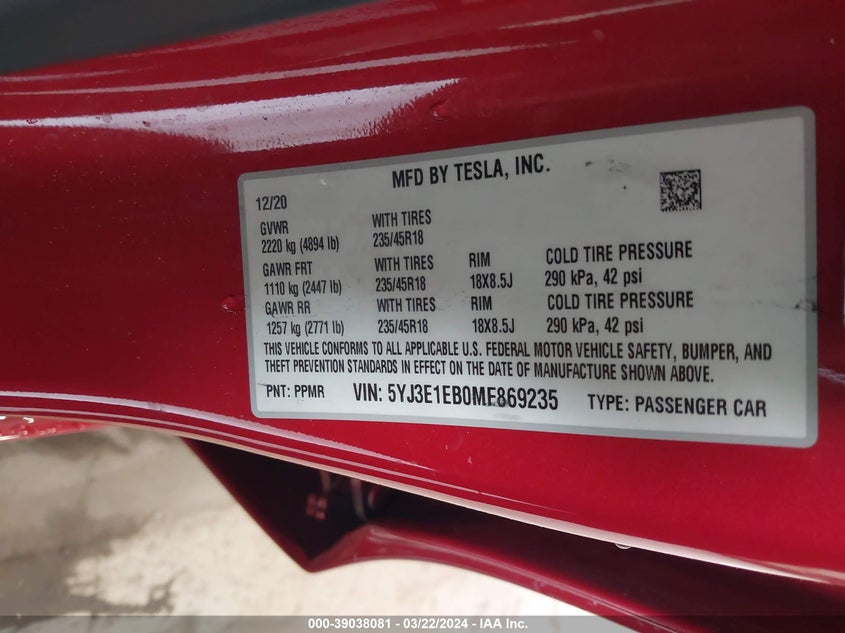 MFD BY TESLA, INC.
12/20
GVWR WITH TIRES
2220 kg (4894 lb) 235/45R18
GAWR FRT WITH TIRES RIM COLD TIRE PRESSURE
1110 kg (2447 lb) 235/45R18 18X8.5J 290 kPa, 42 psi
GAWR RR WITH TIRES RIM COLD TIRE PRESSURE
1257 kg (2771 lb) 235/45R18 18X8.5J 290 kPa, 42 psi
THIS VEHICLE CONFORMS TO ALL APPLICABLE U.S. FEDERAL MOTOR VEHICLE SAFETY, BUMPER, AND
THEFT PREVENTION STANDARDS IN EFFECT ON THE DATE OF MANUFACTURE SHOWN ABOVE.
PNT: PPMR VIN: 5YJ3E1EB0MF869235 TYPE: PASSENGER CAR
000-39038081 - 03/22/2024 - IAA Inc.